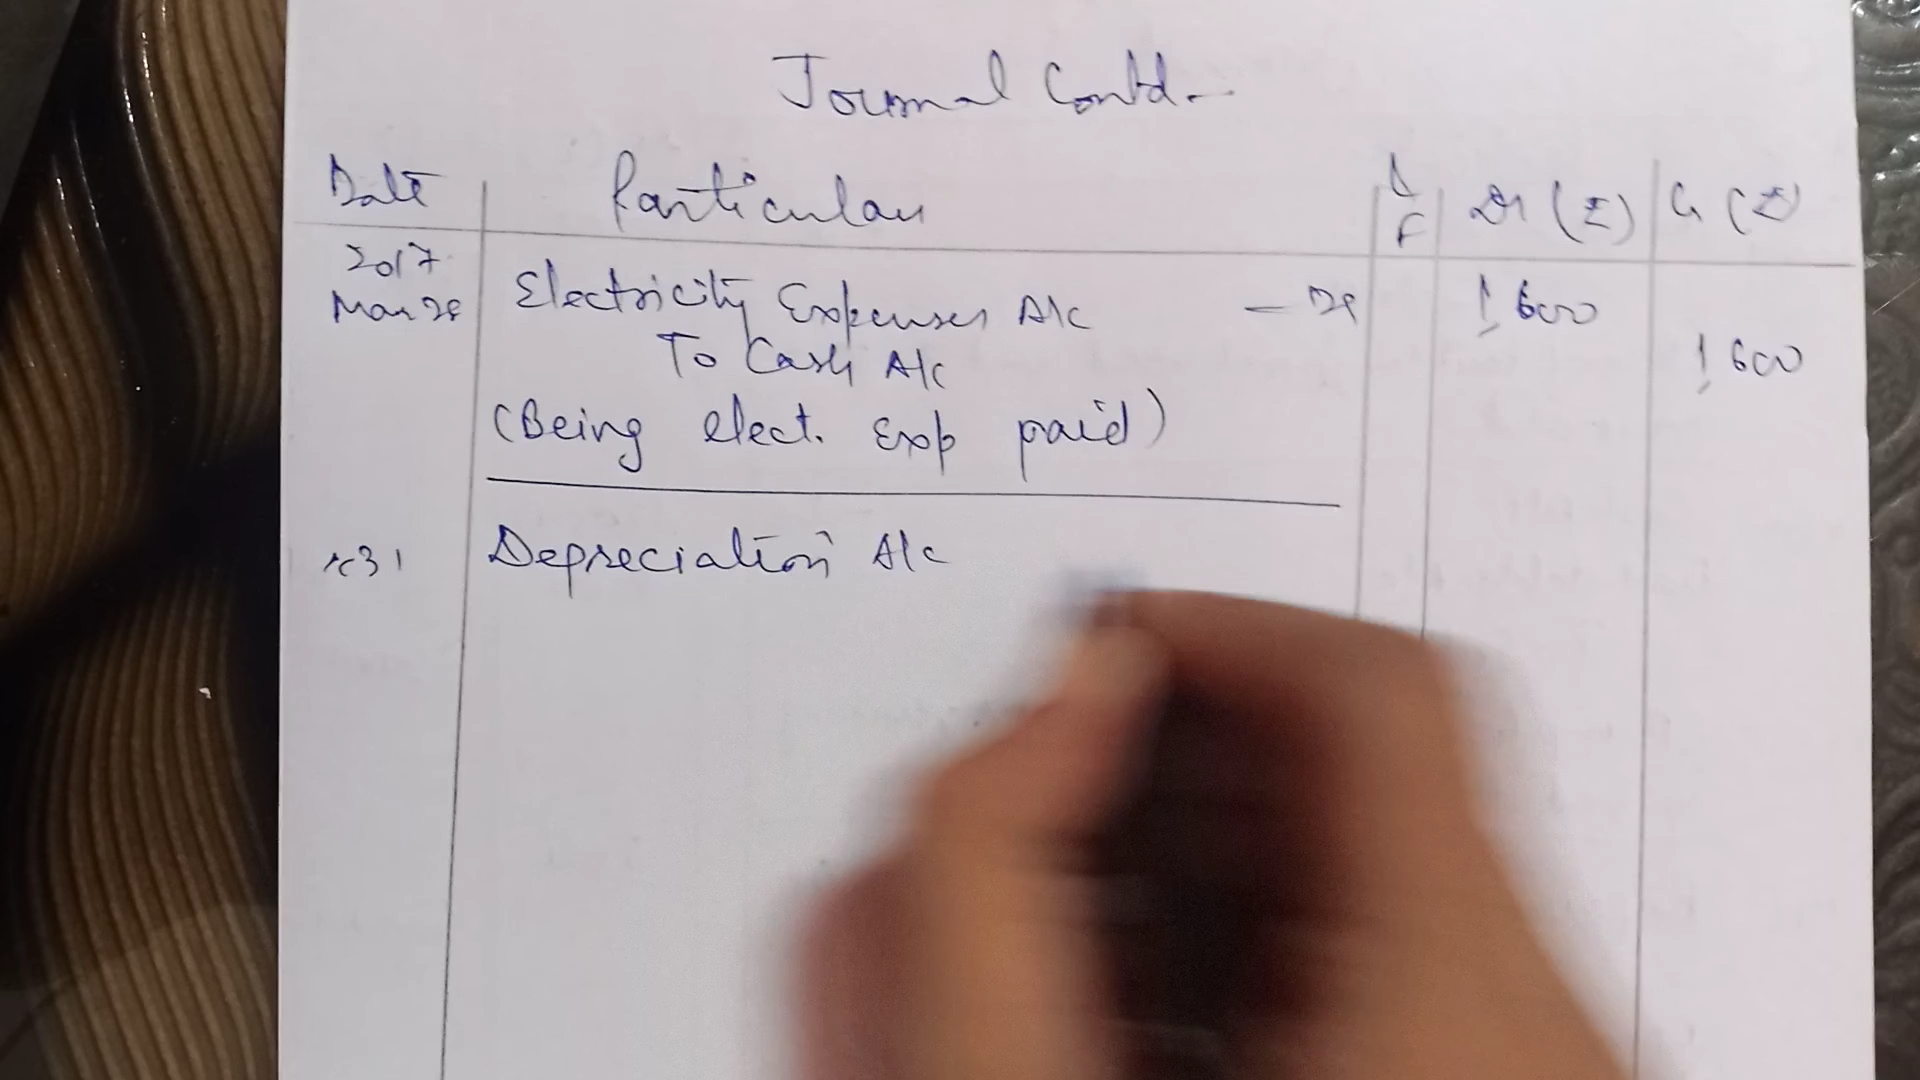 Journal Contd.
Date Particulars L F Dr (₹) Cr (₹)
2017
Mar 28 Electricity Expenses A/c — Dr 1,600
To Cash A/c 1,600
(Being elect. Exp paid)
31 Depreciation A/c